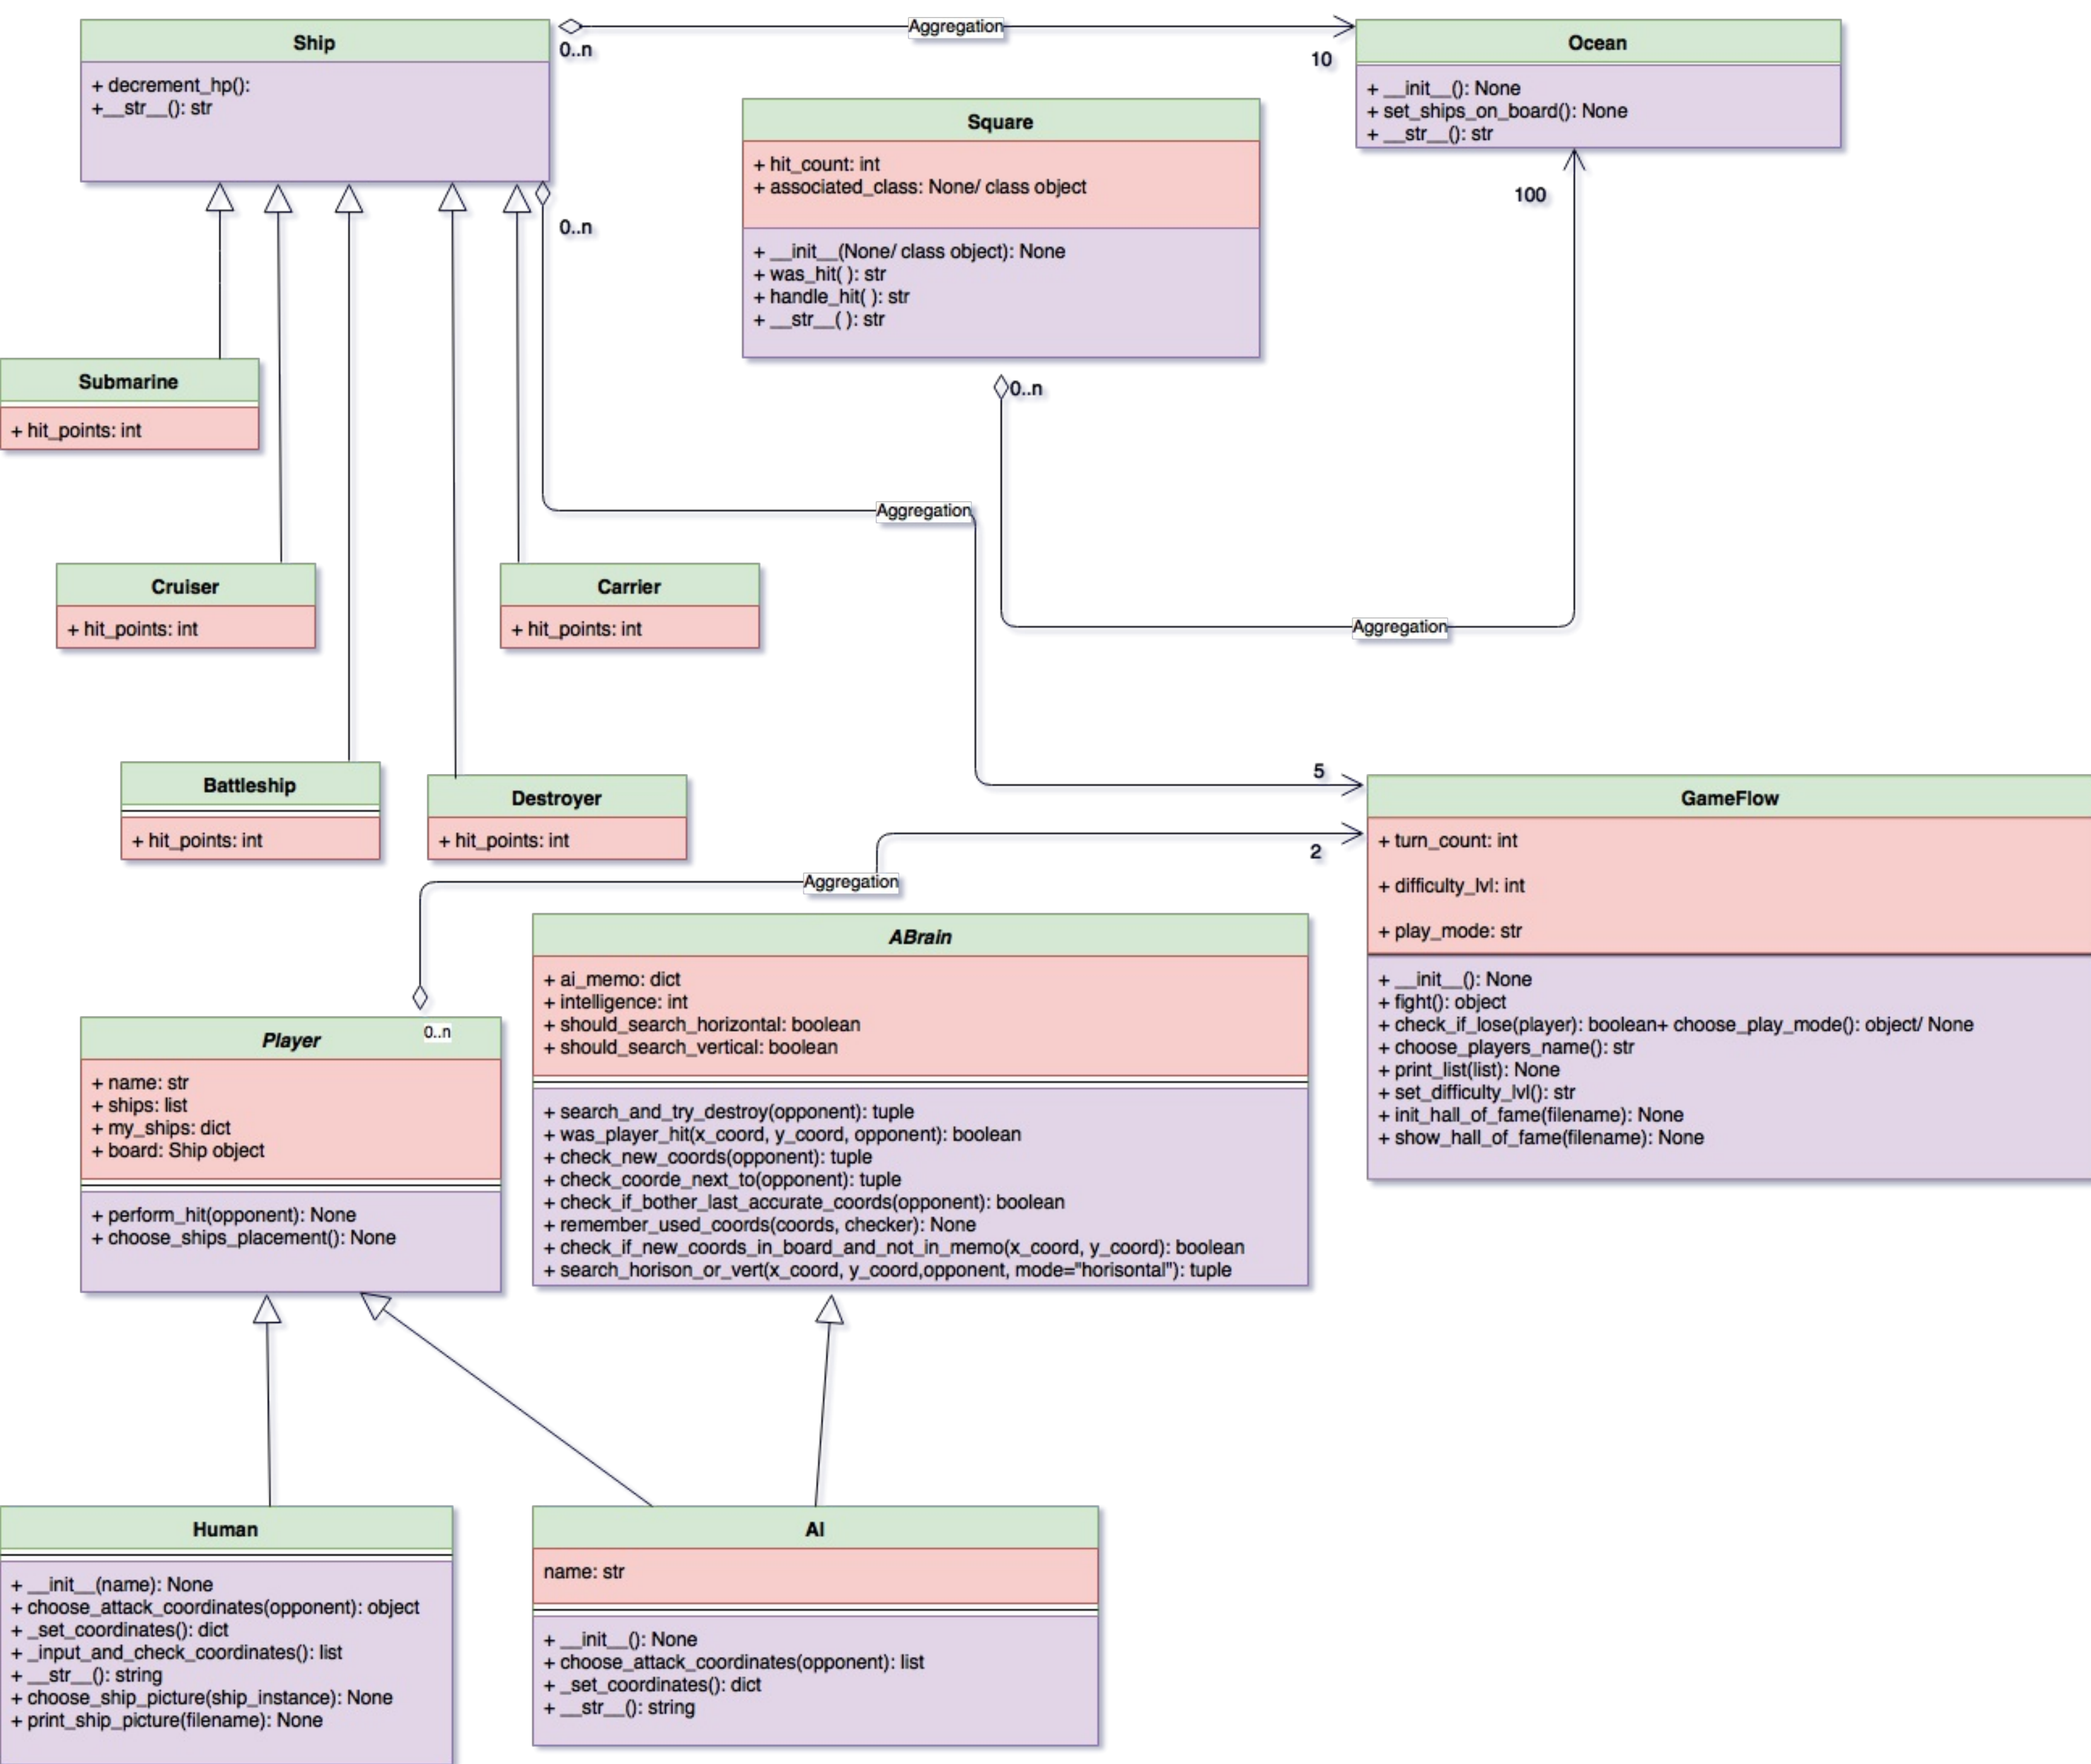 Ship
+ decrement_hp():
+__str__(): str
Aggregation
0..n
10
Ocean
+ __init__(): None
+ set_ships_on_board(): None
+ __str__(): str
Square
+ hit_count: int
+ associated_class: None/ class object
+ __init__(None/ class object): None
+ was_hit( ): str
+ handle_hit( ): str
+ __str__( ): str
100
0..n
0..n
Submarine
+ hit_points: int
Aggregation
Cruiser
+ hit_points: int
Carrier
+ hit_points: int
Aggregation
Battleship
+ hit_points: int
Destroyer
+ hit_points: int
5
2
Aggregation
GameFlow
+ turn_count: int
+ difficulty_lvl: int
+ play_mode: str
+ __init__(): None
+ fight(): object
+ check_if_lose(player): boolean+ choose_play_mode(): object/ None
+ choose_players_name(): str
+ print_list(list): None
+ set_difficulty_lvl(): str
+ init_hall_of_fame(filename): None
+ show_hall_of_fame(filename): None
ABrain
+ ai_memo: dict
+ intelligence: int
+ should_search_horizontal: boolean
+ should_search_vertical: boolean
+ search_and_try_destroy(opponent): tuple
+ was_player_hit(x_coord, y_coord, opponent): boolean
+ check_new_coords(opponent): tuple
+ check_coorde_next_to(opponent): tuple
+ check_if_bother_last_accurate_coords(opponent): boolean
+ remember_used_coords(coords, checker): None
+ check_if_new_coords_in_board_and_not_in_memo(x_coord, y_coord): boolean
+ search_horison_or_vert(x_coord, y_coord,opponent, mode="horisontal"): tuple
0..n
Player
+ name: str
+ ships: list
+ my_ships: dict
+ board: Ship object
+ perform_hit(opponent): None
+ choose_ships_placement(): None
Human
+ __init__(name): None
+ choose_attack_coordinates(opponent): object
+ _set_coordinates(): dict
+ _input_and_check_coordinates(): list
+ __str__(): string
+ choose_ship_picture(ship_instance): None
+ print_ship_picture(filename): None
AI
name: str
+ __init__(): None
+ choose_attack_coordinates(opponent): list
+ _set_coordinates(): dict
+ __str__(): string